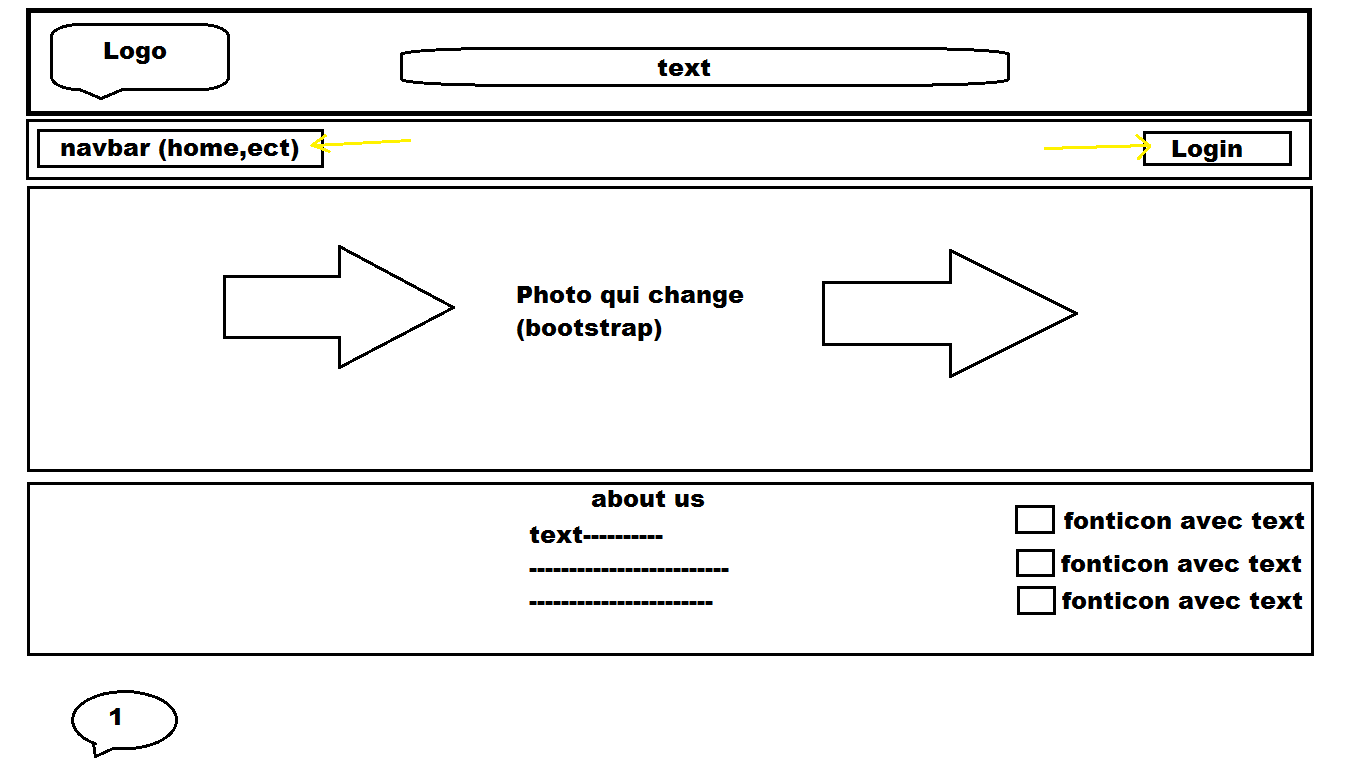 Logo
text
navbar (home,ect)
Login
Photo qui change
(bootstrap)
about us
text----------
-------------------------
-----------------------
fonticon avec text
fonticon avec text
fonticon avec text
1